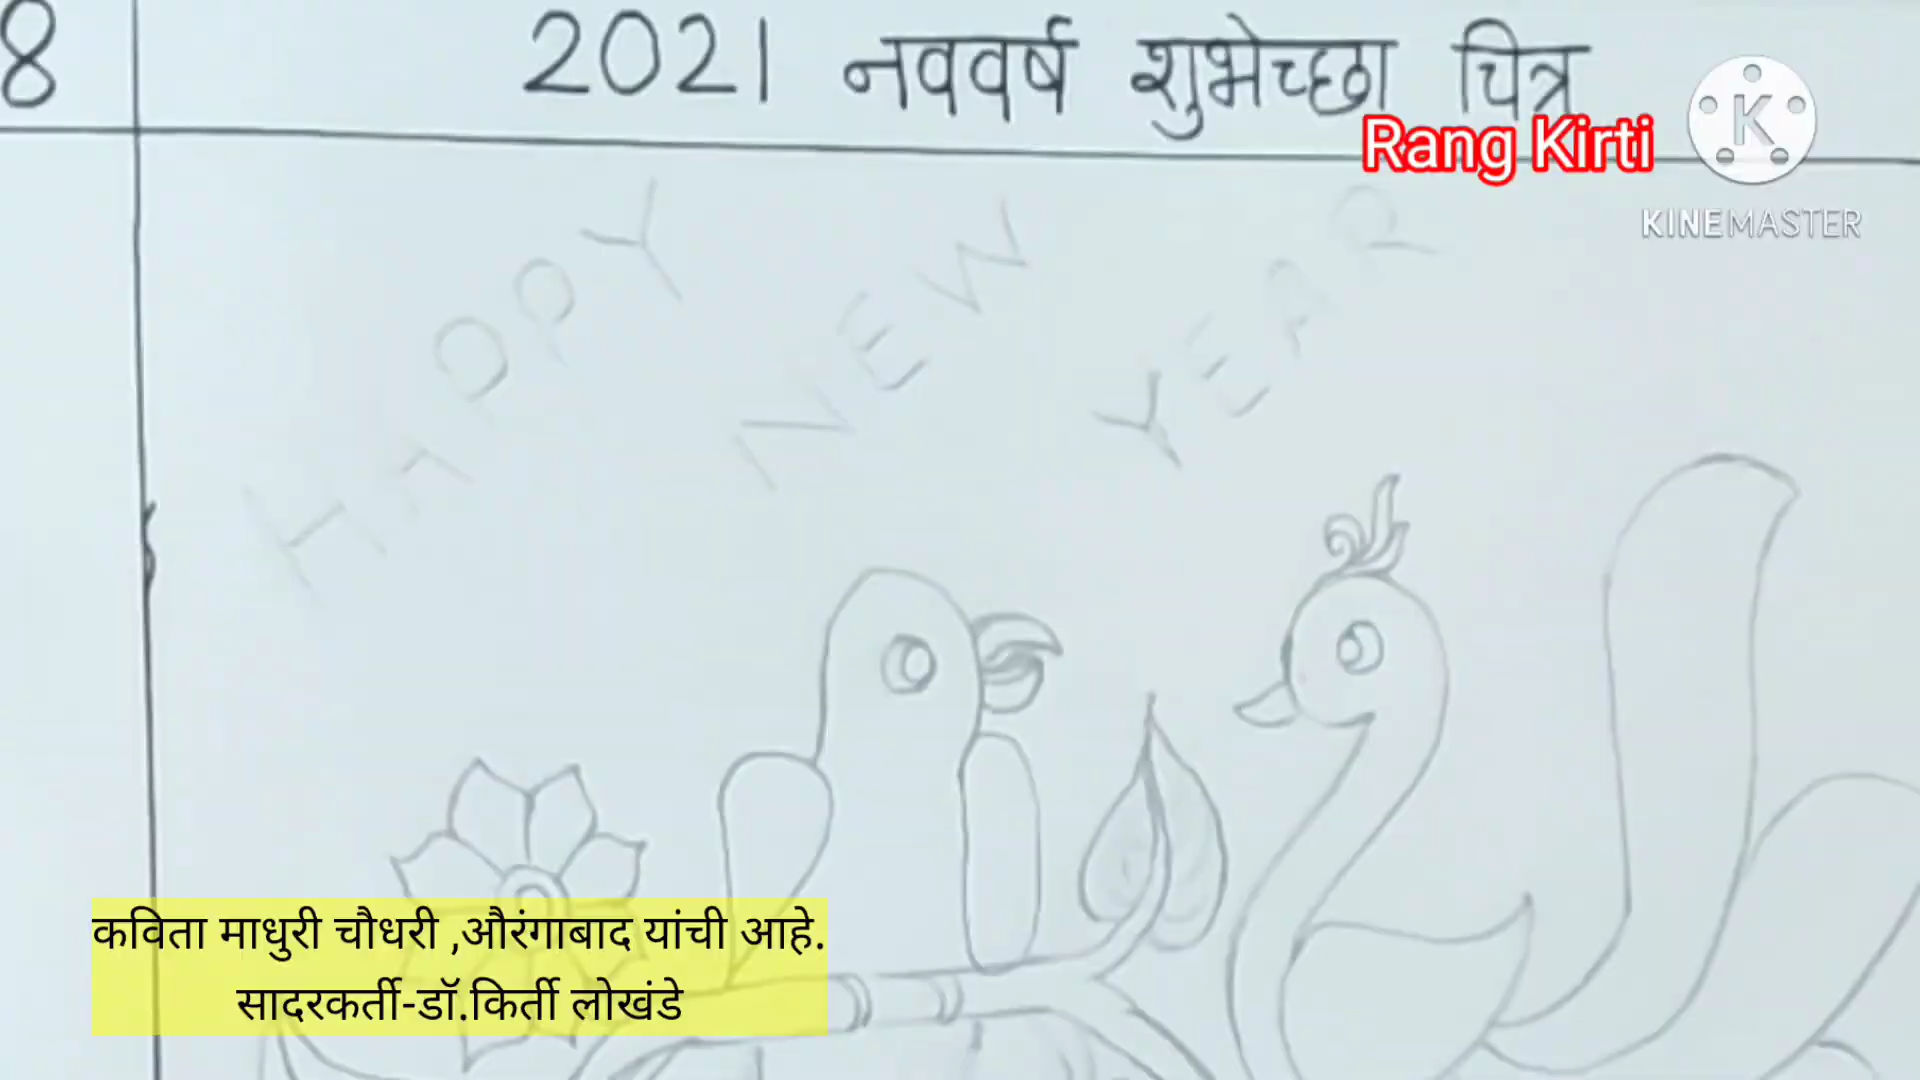 8
2021 नववर्ष शुभेच्छा चित्र
Rang Kirti
K
KINEMASTER
HAPPY NEW YEAR
कविता माधुरी चौधरी ,औरंगाबाद यांची आहे.
सादरकर्ती-डॉ.किर्ती लोखंडे